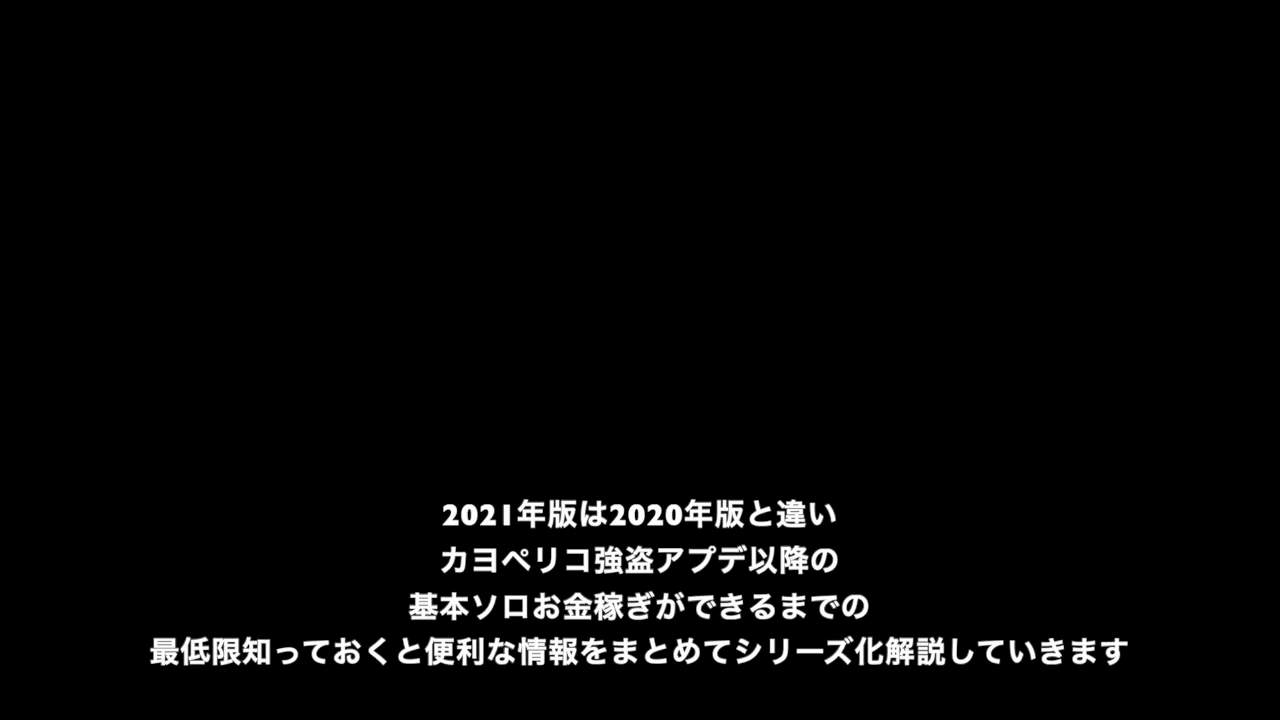 2021年版は2020年版と違い
カヨペリコ強盗アプデ以降の
基本ソロお金稼ぎができるまでの
最低限知っておくと便利な情報をまとめてシリーズ化解説していきます